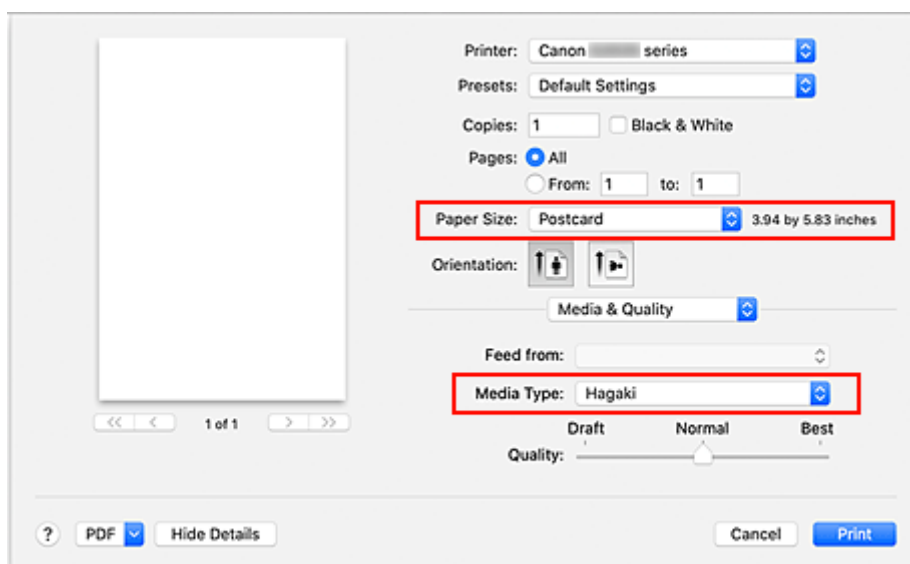 Printer: Canon series
Presets: Default Settings
Copies: 1 Black & White
Pages: All
From: 1 to: 1
Paper Size: Postcard 3.94 by 5.83 inches
Orientation:
Media & Quality
Feed from:
Media Type: Hagaki
Draft Normal Best
Quality:
<< < 1 of 1 > >>
? PDF Hide Details Cancel Print